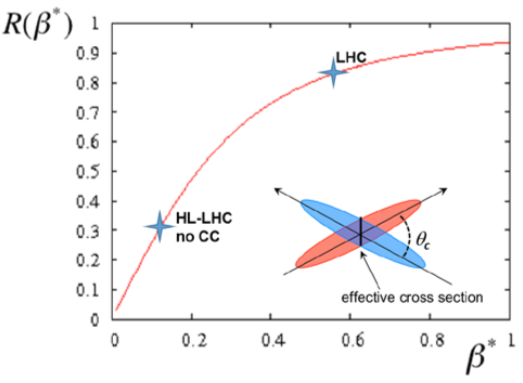 R(β*)
1
0.9
0.8
0.7
0.6
0.5
0.4
0.3
0.2
0.1
0
LHC
HL-LHC
no CC
θc
effective cross section
0 0.2 0.4 0.6 0.8 1
β*